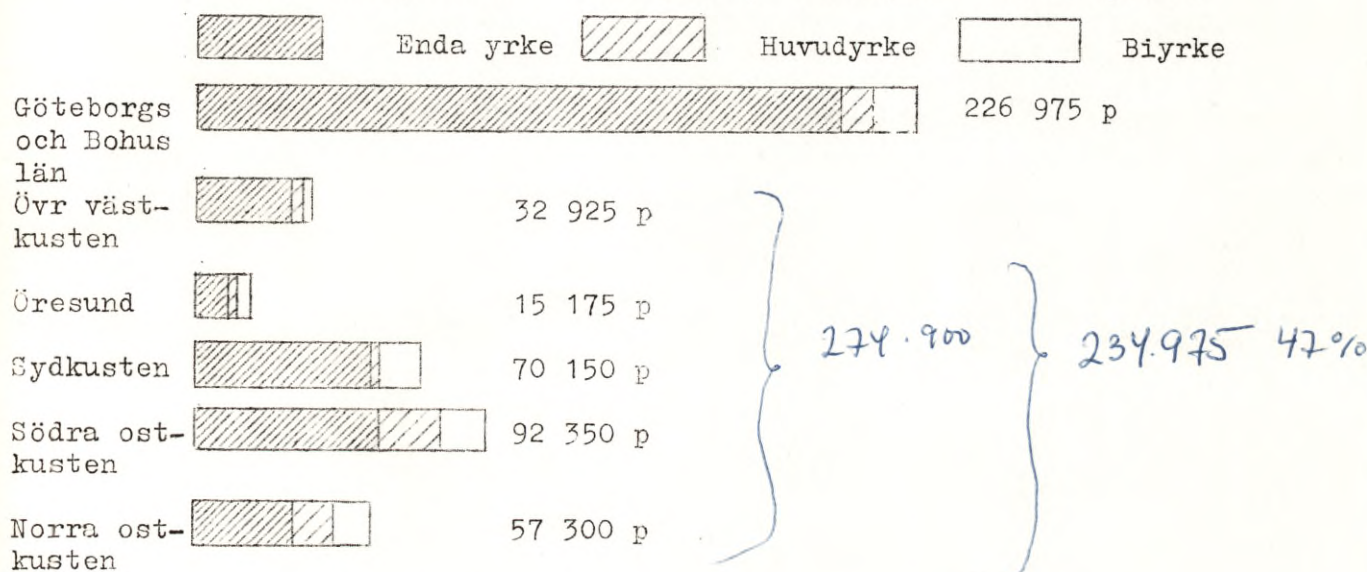 Enda yrke Huvudyrke Biyrke
Göteborgs
och Bohus
län
226 975 p
Övr väst-
kusten
32 925 p
Öresund 15 175 p
Sydkusten 70 150 p
274.900
234.975 47%
Södra ost-
kusten
92 350 p
Norra ost-
kusten
57 300 p